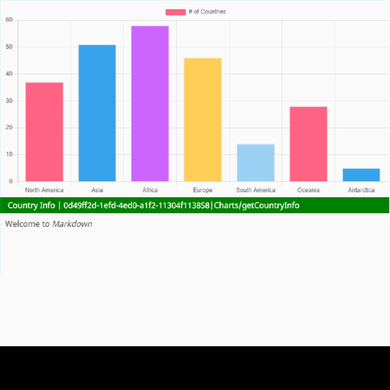 # of Countries
60
50
40
30
20
10
0
North America Asia Africa Europe South America Oceania Antarctica
Country Info | 0d49ff2d-1efd-4ed0-a1f2-11304f113858|Charts/getCountryInfo
Welcome to Markdown